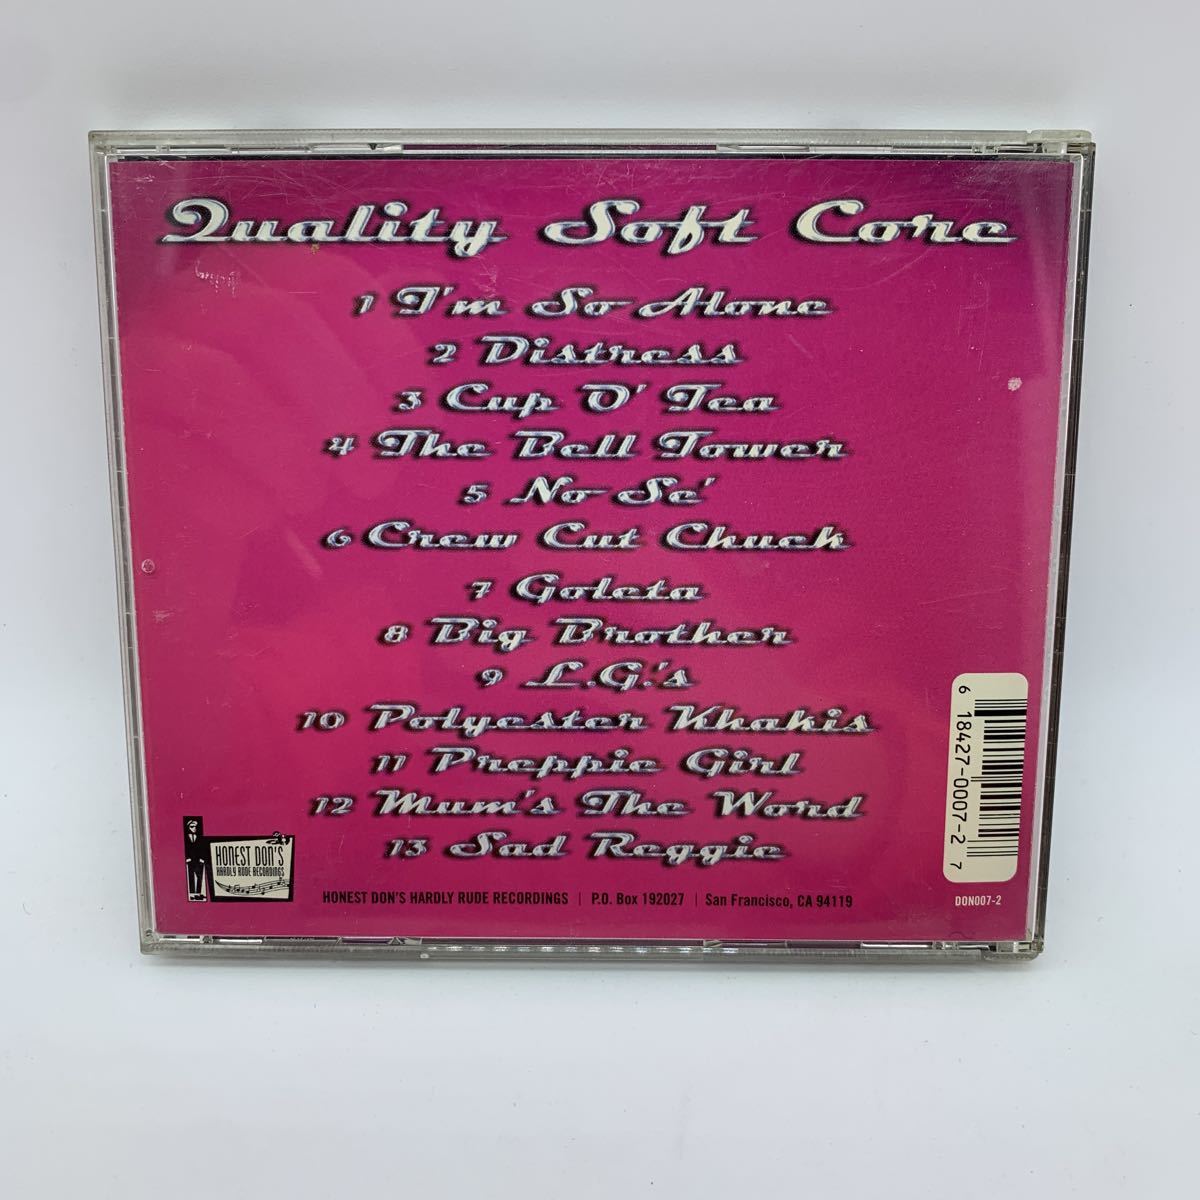 Quality Soft Core
1 I'm So Alone
2 Distress
3 Cup O' Tea
4 The Bell Tower
5 No Se'
6 Crew Cut Chuck
7 Goleta
8 Big Brother
9 L.G.'s
10 Polyester Khakis
11 Preppie Girl
12 Mum's The Word
13 Sad Reggie
HONEST DON'S
HARDLY RUDE RECORDINGS
HONEST DON'S HARDLY RUDE RECORDINGS | P.O. Box 192027 | San Francisco, CA 94119
6 18427-0007-2 7
DON007-2